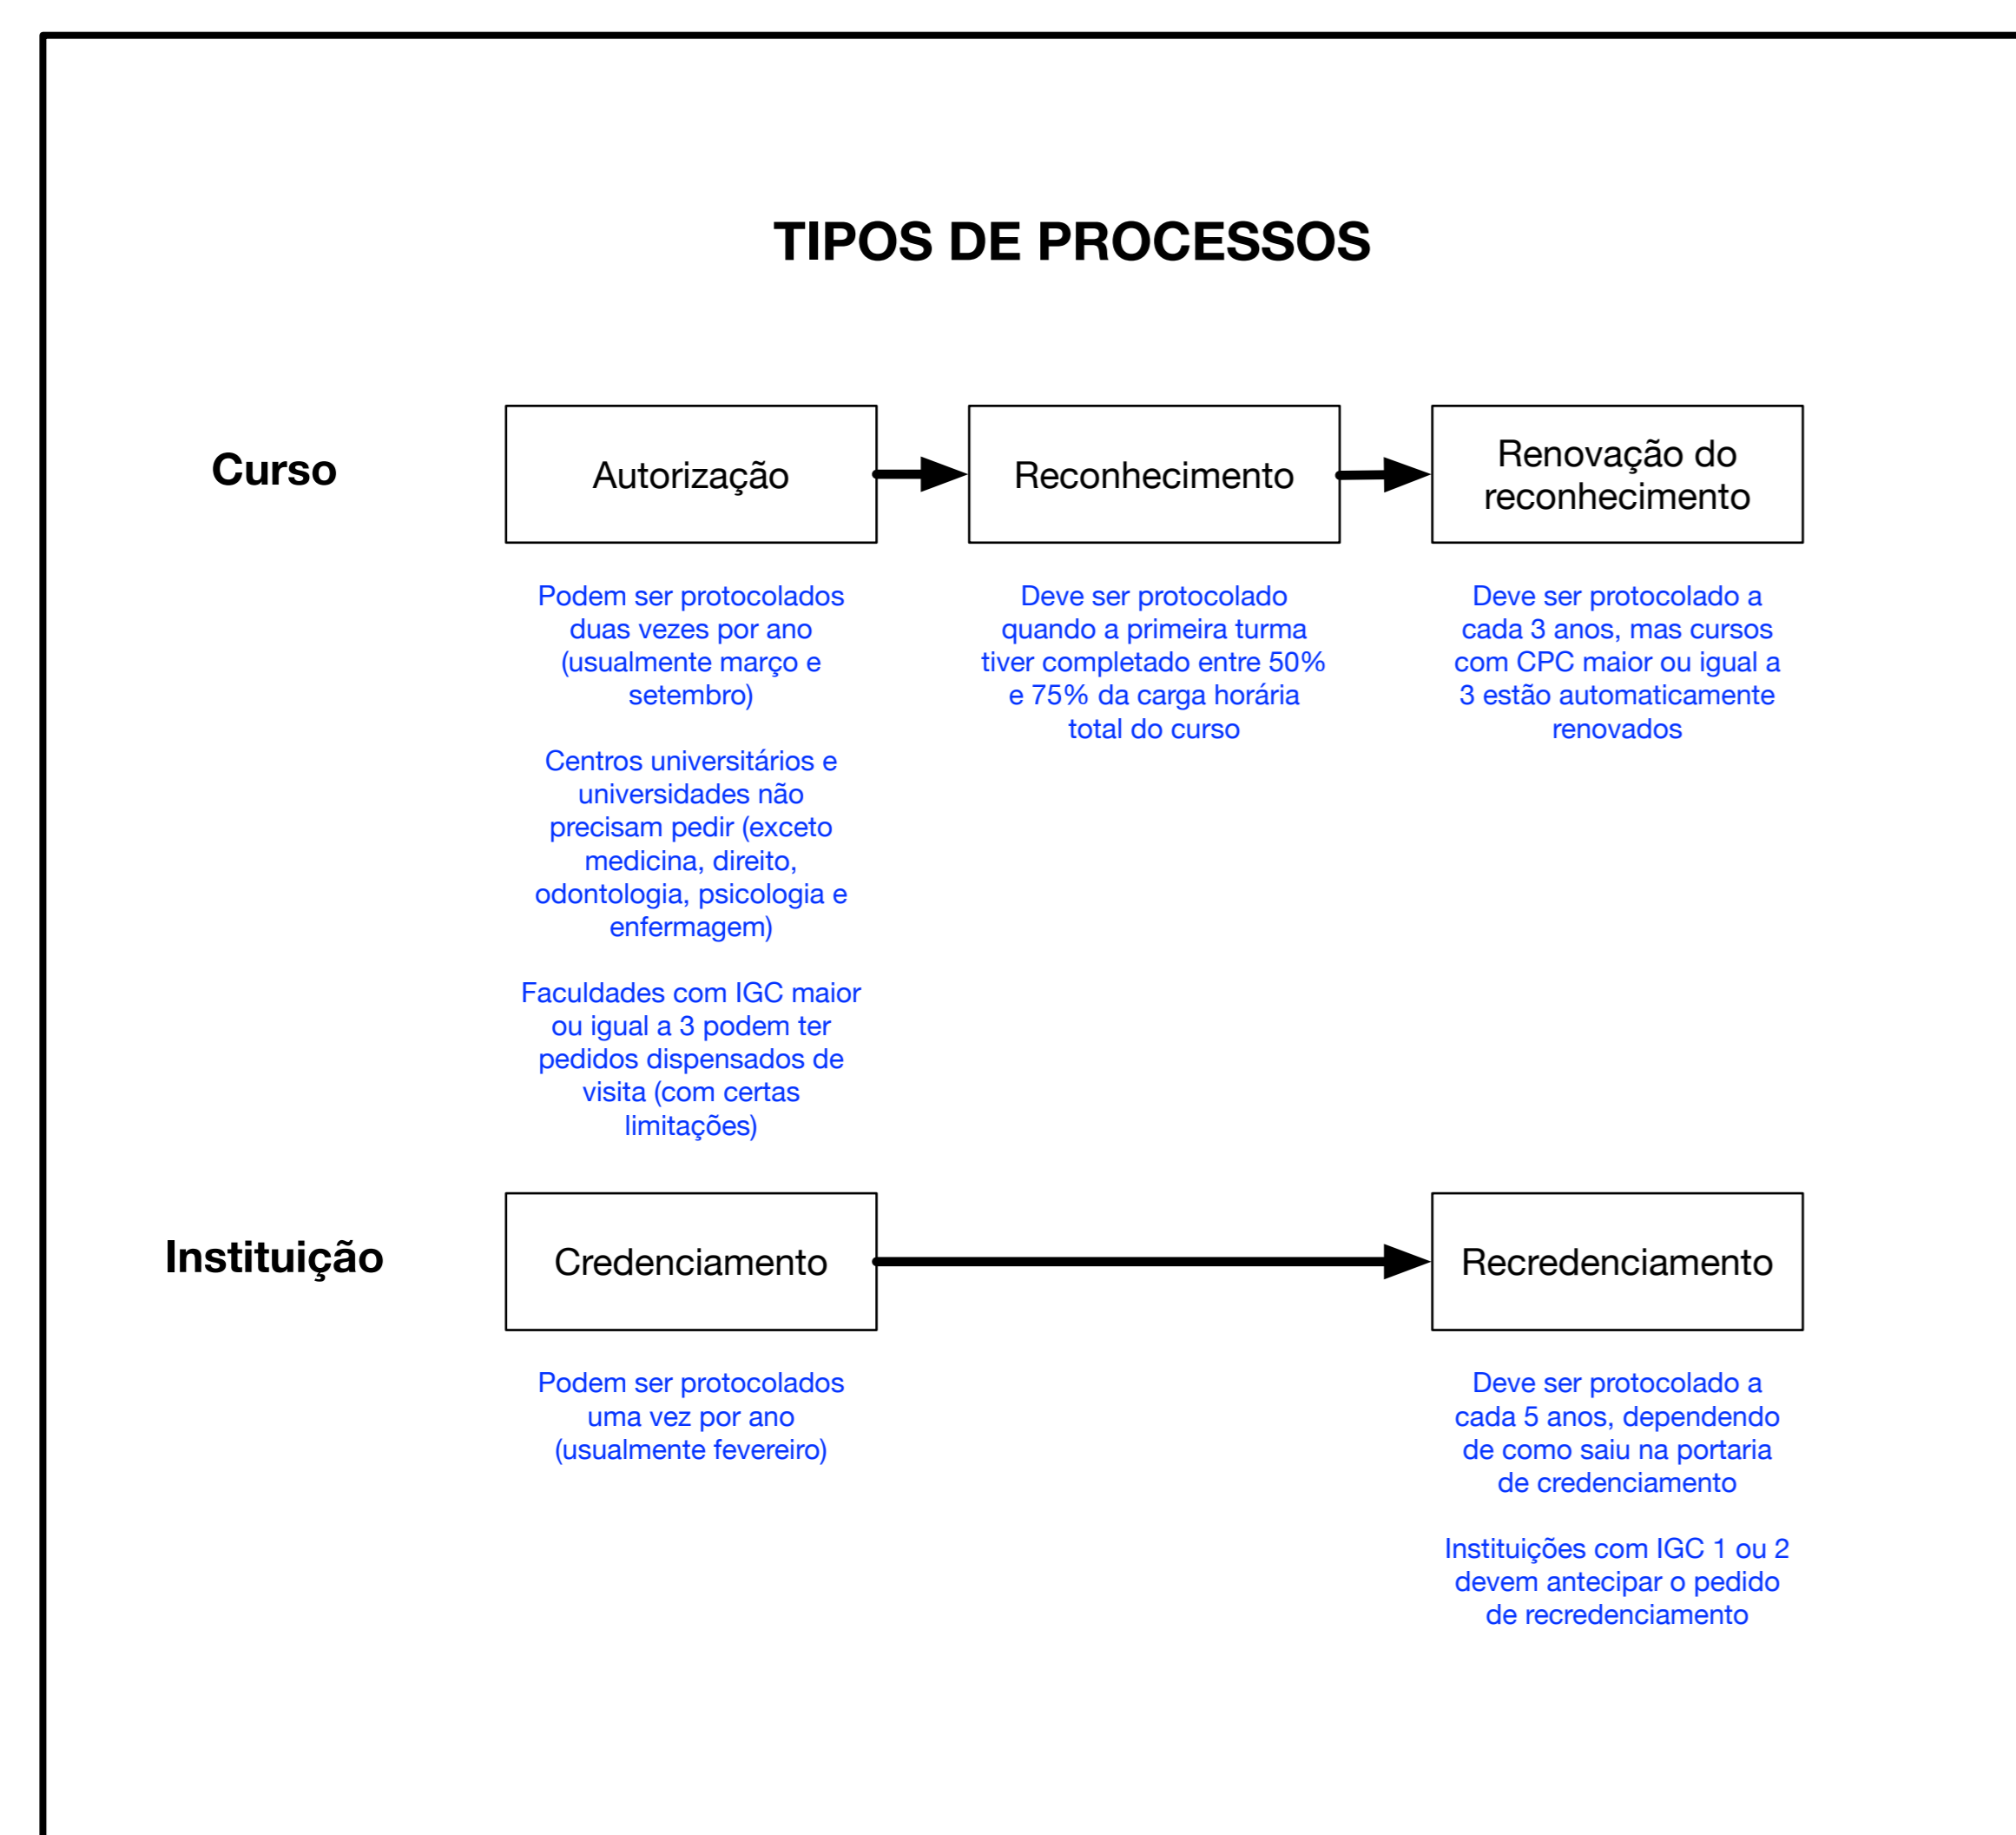 TIPOS DE PROCESSOS
Curso
Autorização
Reconhecimento
Renovação do
reconhecimento
Podem ser protocolados
duas vezes por ano
(usualmente março e
setembro)
Centros universitários e
universidades não
precisam pedir (exceto
medicina, direito,
odontologia, psicologia e
enfermagem)
Faculdades com IGC maior
ou igual a 3 podem ter
pedidos dispensados de
visita (com certas
limitações)
Deve ser protocolado
quando a primeira turma
tiver completado entre 50%
e 75% da carga horária
total do curso
Deve ser protocolado a
cada 3 anos, mas cursos
com CPC maior ou igual a
3 estão automaticamente
renovados
Instituição
Credenciamento
Recredenciamento
Podem ser protocolados
uma vez por ano
(usualmente fevereiro)
Deve ser protocolado a
cada 5 anos, dependendo
de como saiu na portaria
de credenciamento
Instituições com IGC 1 ou 2
devem antecipar o pedido
de recredenciamento